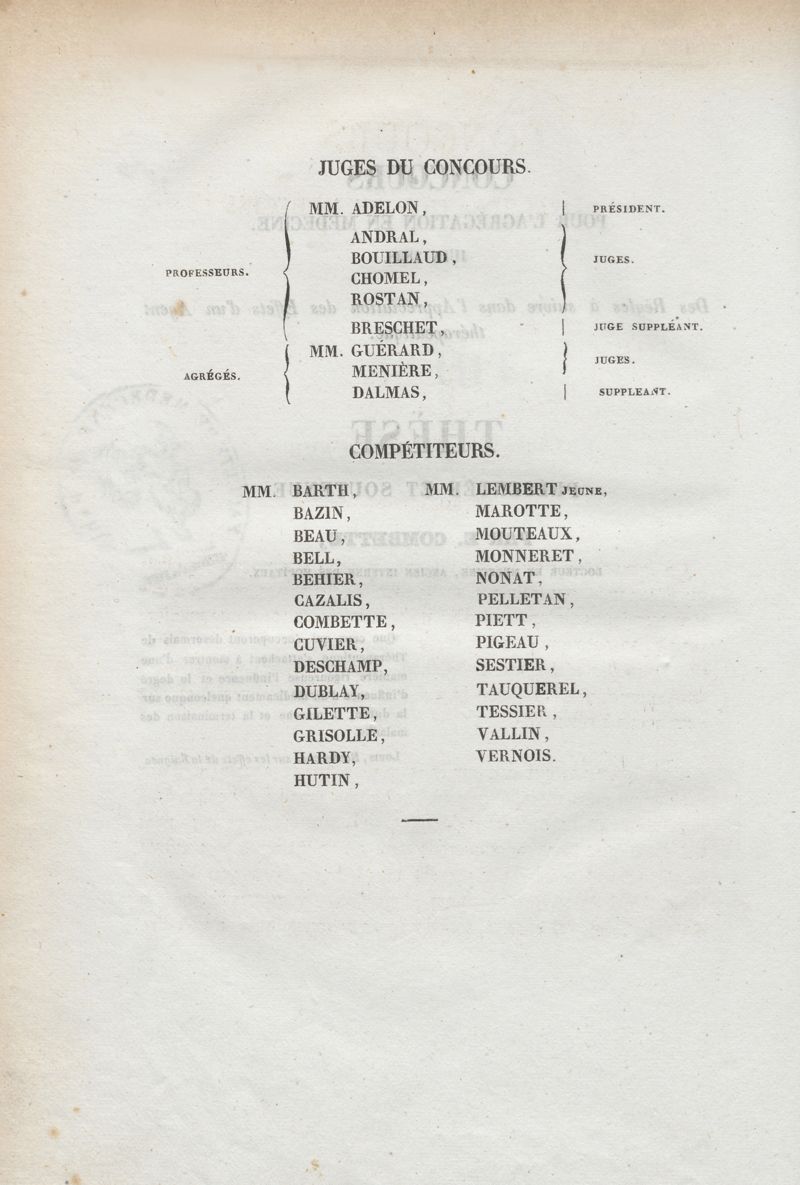 JUGES DU CONCOURS.
MM. ADELON, PRÉSIDENT.
ANDRAL,
BOUILLAUD, JUGES.
PROFESSEURS. CHOMEL,
ROSTAN,
BRESCHET, JUGE SUPPLÉANT.
MM. GUÉRARD,
JUGES.
AGRÉGÉS. MENIÈRE,
DALMAS, SUPPLEANT.
COMPÉTITEURS.
MM. BARTH, MM. LEMBERT JEUNE,
BAZIN, MAROTTE,
BEAU, MOUTEAUX,
BELL, MONNERET,
BEHIER, NONAT,
CAZALIS, PELLETAN,
COMBETTE, PIETT,
CUVIER, PIGEAU,
DESCHAMP, SESTIER,
DUBLAY, TAUQUEREL,
GILETTE, TESSIER,
GRISOLLE, VALLIN,
HARDY, VERNOIS.
HUTIN,